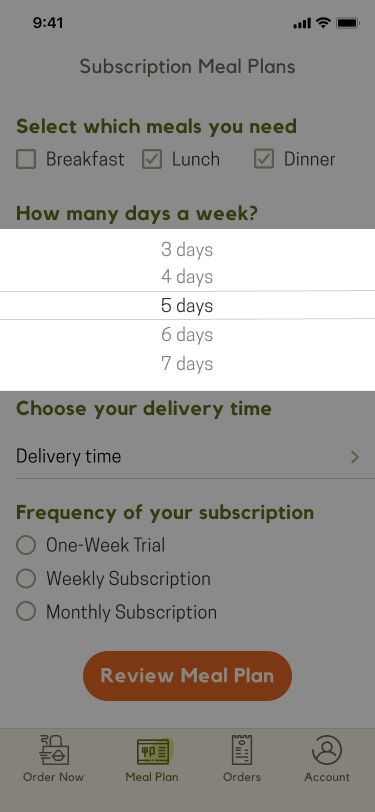 9:41
Subscription Meal Plans
Select which meals you need
Breakfast Lunch Dinner
How many days a week?
3 days
4 days
5 days
6 days
7 days
Choose your delivery time
Delivery time
Frequency of your subscription
One-Week Trial
Weekly Subscription
Monthly Subscription
Review Meal Plan
Order Now Meal Plan Orders Account